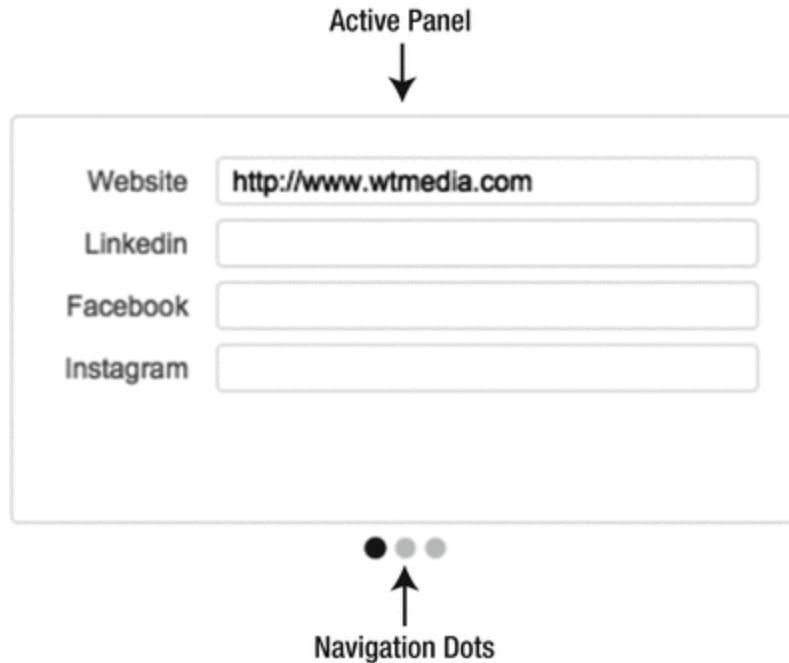 Active Panel
Website http://www.wtmedia.com
Linkedin
Facebook
Instagram
Navigation Dots